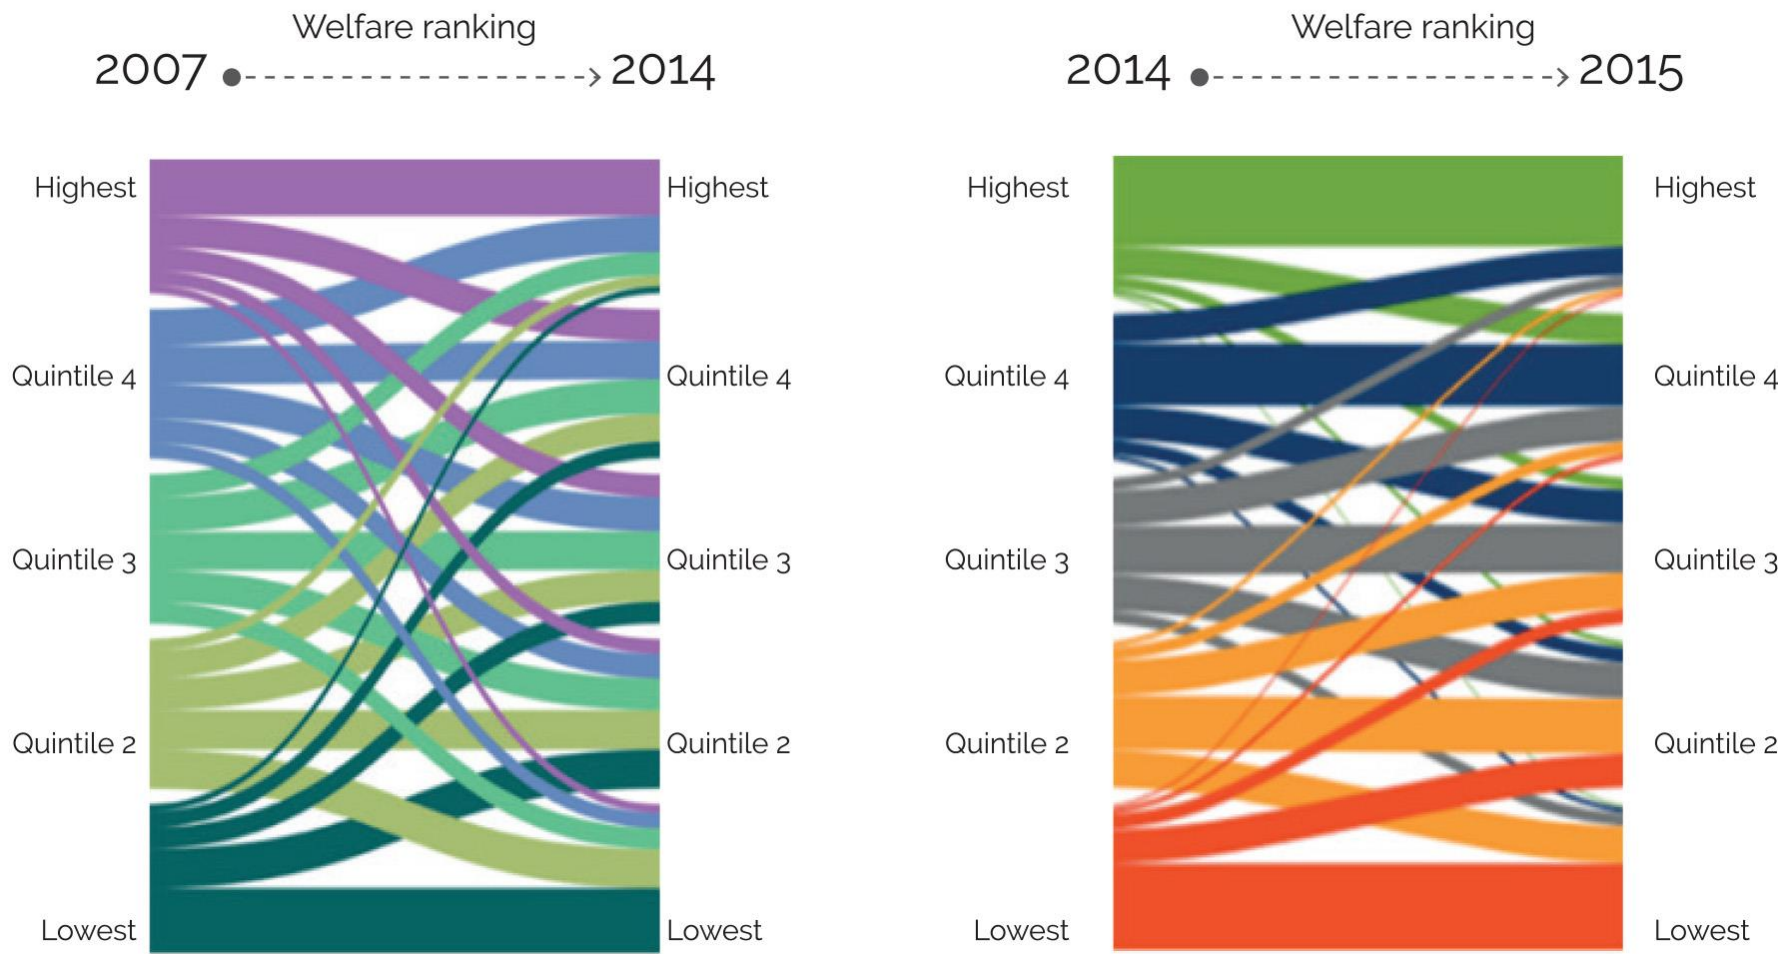 Welfare ranking
2007 2014
Highest Highest
Quintile 4 Quintile 4
Quintile 3 Quintile 3
Quintile 2 Quintile 2
Lowest Lowest
Welfare ranking
2014 2015
Highest Highest
Quintile 4 Quintile 4
Quintile 3 Quintile 3
Quintile 2 Quintile 2
Lowest Lowest